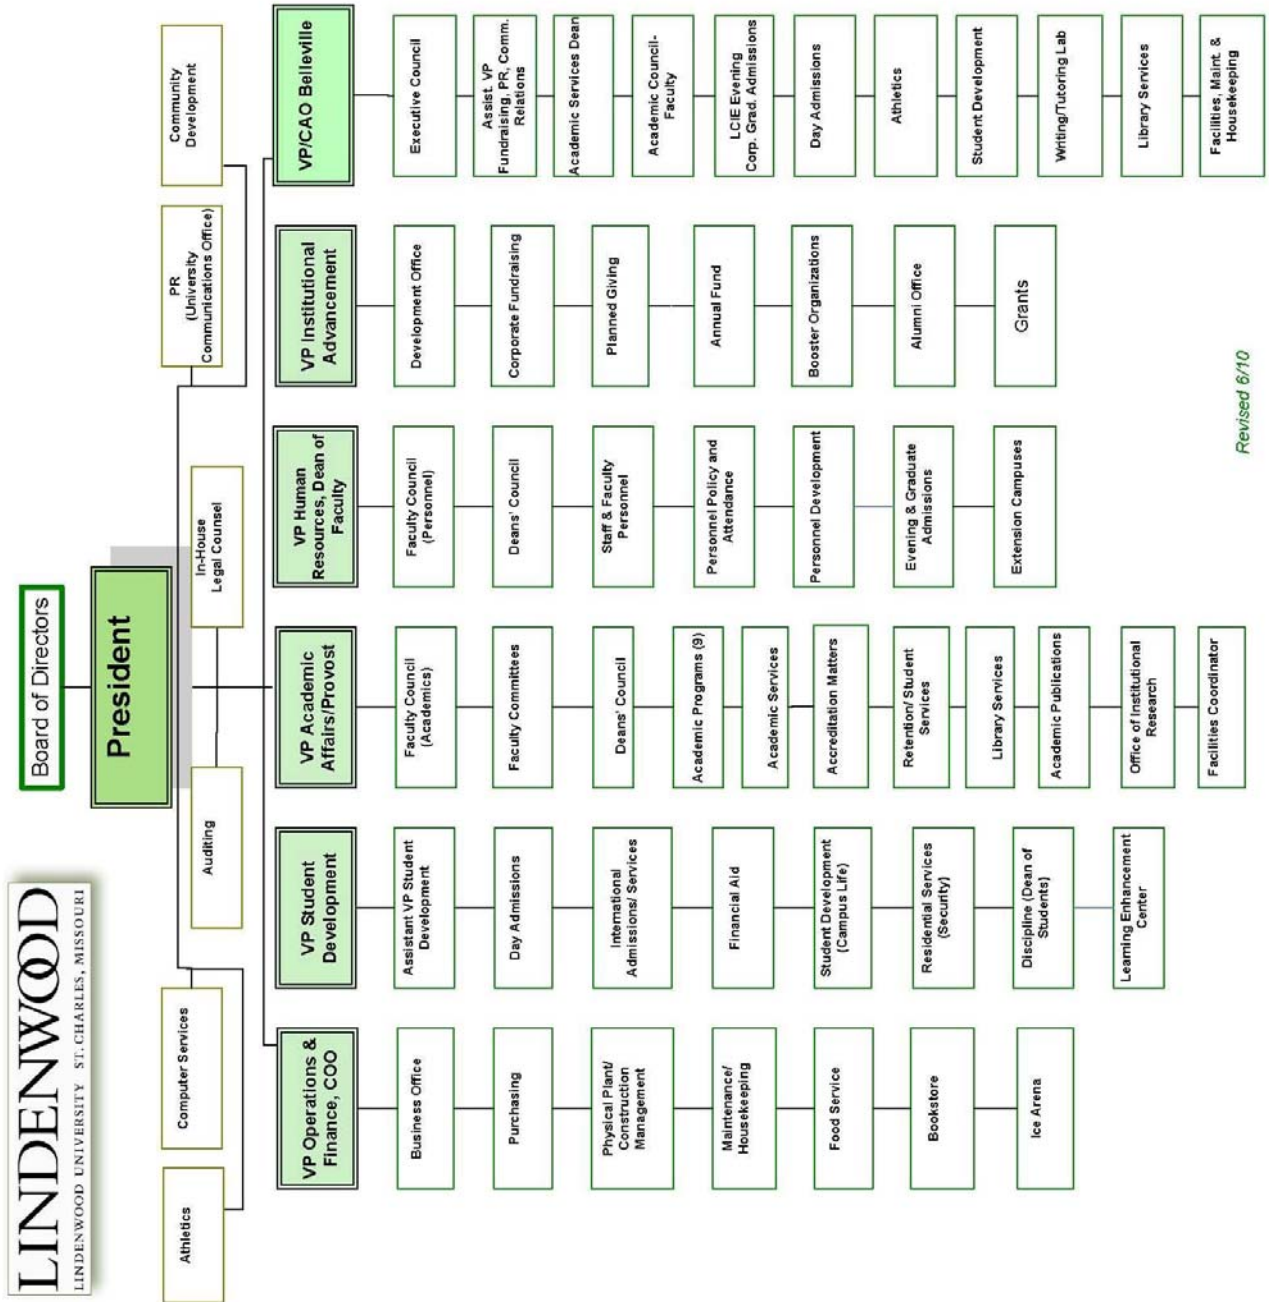 LINDENWOOD
LINDENWOOD UNIVERSITY ST. CHARLES, MISSOURI
Board of Directors
President
Athletics
Computer Services
Auditing
In-House
Legal Counsel
PR
(University
Communications Office)
Community
Development
VP Operations &
Finance, COO
Business Office
Purchasing
Physical Plant/
Construction
Management
Maintenance/
Housekeeping
Food Service
Bookstore
Ice Arena
VP Student
Development
Assistant VP Student
Development
Day Admissions
International
Admissions/ Services
Financial Aid
Student Development
(Campus Life)
Residential Services
(Security)
Discipline (Dean of
Students)
Learning Enhancement
Center
VP Academic
Affairs/Provost
Faculty Council
(Academics)
Faculty Committees
Deans' Council
Academic Programs (9)
Academic Services
Accreditation Matters
Retention/ Student
Services
Library Services
Academic Publications
Office of Institutional
Research
Facilities Coordinator
VP Human
Resources, Dean of
Faculty
Faculty Council
(Personnel)
Deans' Council
Staff & Faculty
Personnel
Personnel Policy and
Attendance
Personnel Development
Evening & Graduate
Admissions
Extension Campuses
VP Institutional
Advancement
Development Office
Corporate Fundraising
Planned Giving
Annual Fund
Booster Organizations
Alumni Office
Grants
VP/CAO Belleville
Executive Council
Assist. VP
Fundraising, PR, Comm.
Relations
Academic Services Dean
Academic Council-
Faculty
LCIE Evening
Corp. Grad. Admissions
Day Admissions
Athletics
Student Development
Writing/Tutoring Lab
Library Services
Facilities, Maint. &
Housekeeping
Revised 6/10